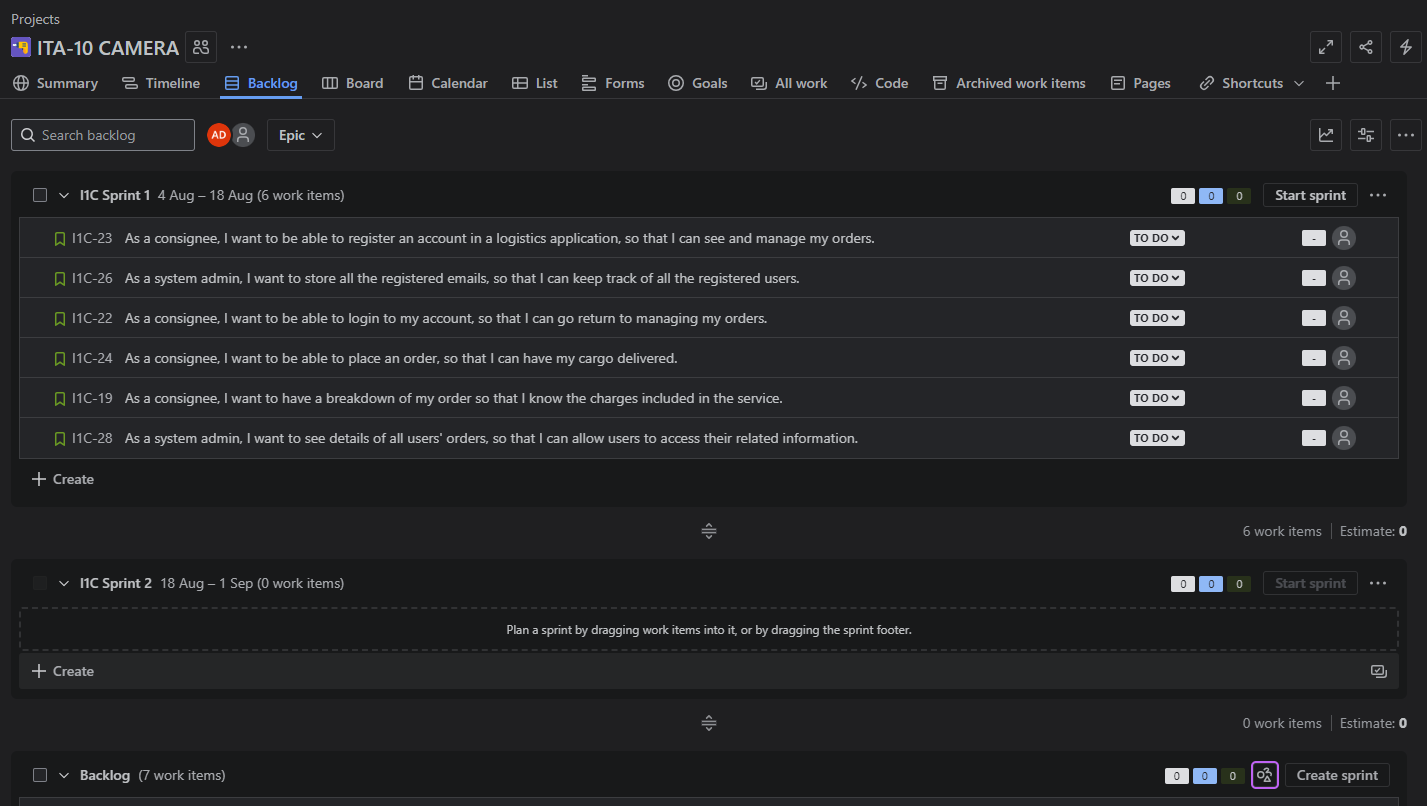 Projects
ITA-10 CAMERA
Summary Timeline Backlog Board Calendar List Forms Goals All work Code Archived work items Pages Shortcuts
Search backlog AD Epic
I1C Sprint 1 4 Aug – 18 Aug (6 work items) 0 0 0 Start sprint
I1C-23 As a consignee, I want to be able to register an account in a logistics application, so that I can see and manage my orders. TO DO -
I1C-26 As a system admin, I want to store all the registered emails, so that I can keep track of all the registered users. TO DO -
I1C-22 As a consignee, I want to be able to login to my account, so that I can go return to managing my orders. TO DO -
I1C-24 As a consignee, I want to be able to place an order, so that I can have my cargo delivered. TO DO -
I1C-19 As a consignee, I want to have a breakdown of my order so that I know the charges included in the service. TO DO -
I1C-28 As a system admin, I want to see details of all users' orders, so that I can allow users to access their related information. TO DO -
Create
6 work items Estimate: 0
I1C Sprint 2 18 Aug – 1 Sep (0 work items) 0 0 0 Start sprint
Plan a sprint by dragging work items into it, or by dragging the sprint footer.
Create
0 work items Estimate: 0
Backlog (7 work items) 0 0 0 Create sprint